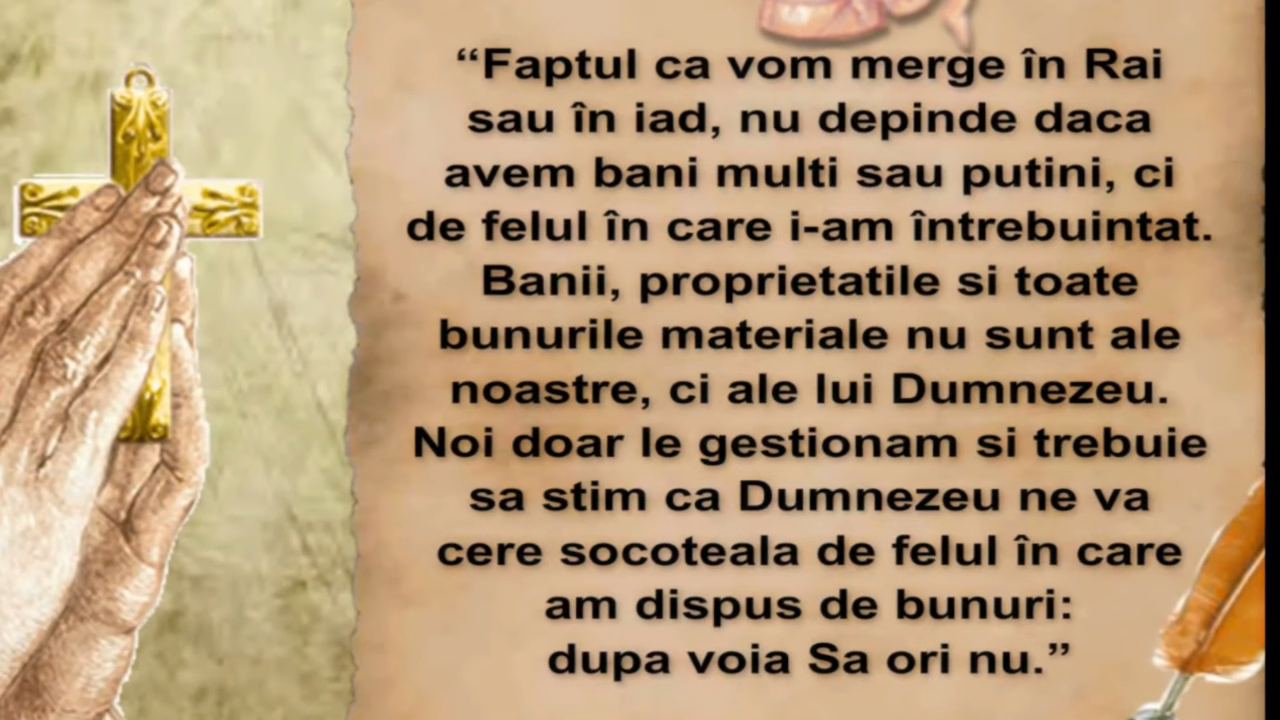 “Faptul ca vom merge în Rai
sau în iad, nu depinde daca
avem bani multi sau putini, ci
de felul în care i-am întrebuintat.
Banii, proprietatile si toate
bunurile materiale nu sunt ale
noastre, ci ale lui Dumnezeu.
Noi doar le gestionam si trebuie
sa stim ca Dumnezeu ne va
cere socoteala de felul în care
am dispus de bunuri:
dupa voia Sa ori nu.”